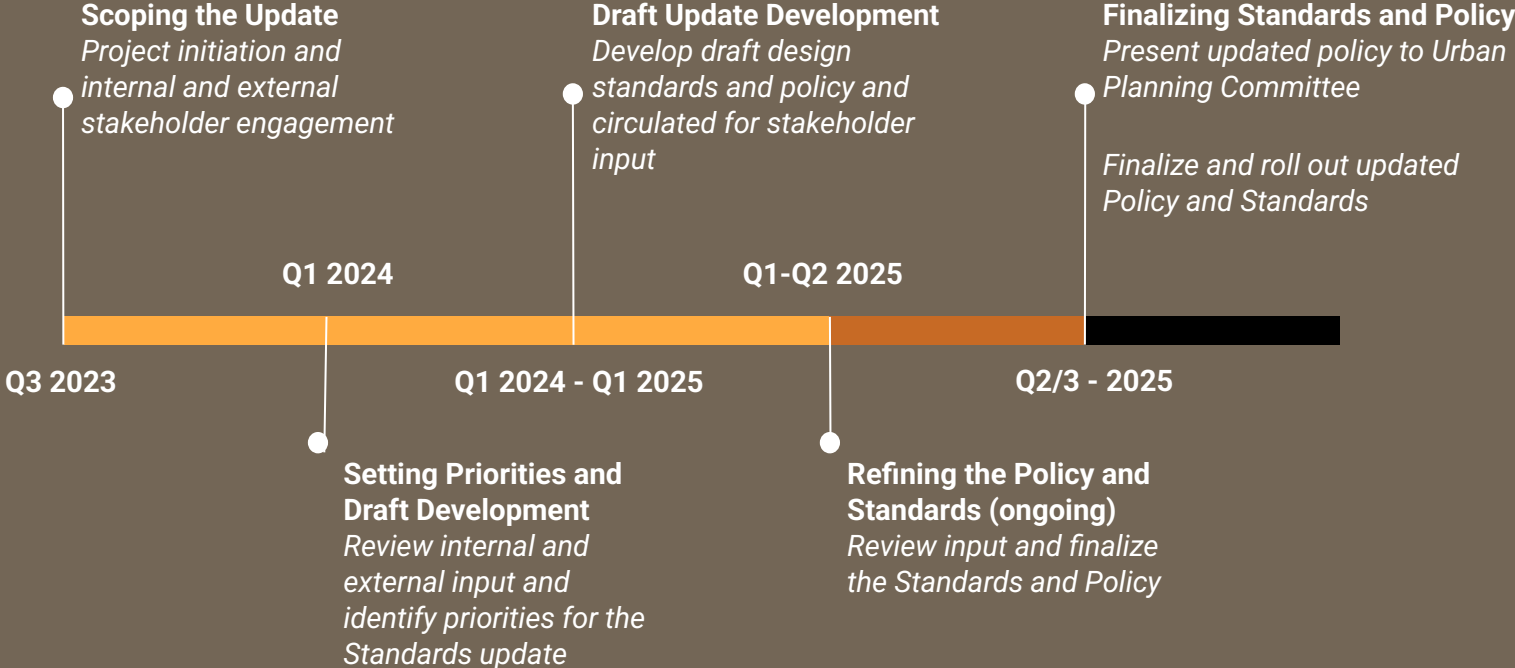 Scoping the Update
Project initiation and
internal and external
stakeholder engagement
Draft Update Development
Develop draft design
standards and policy and
circulated for stakeholder
input
Finalizing Standards and Policy
Present updated policy to Urban
Planning Committee
Finalize and roll out updated
Policy and Standards
Q1 2024
Q1-Q2 2025
Q3 2023
Q1 2024 - Q1 2025
Q2/3 - 2025
Setting Priorities and
Draft Development
Review internal and
external input and
identify priorities for the
Standards update
Refining the Policy and
Standards (ongoing)
Review input and finalize
the Standards and Policy